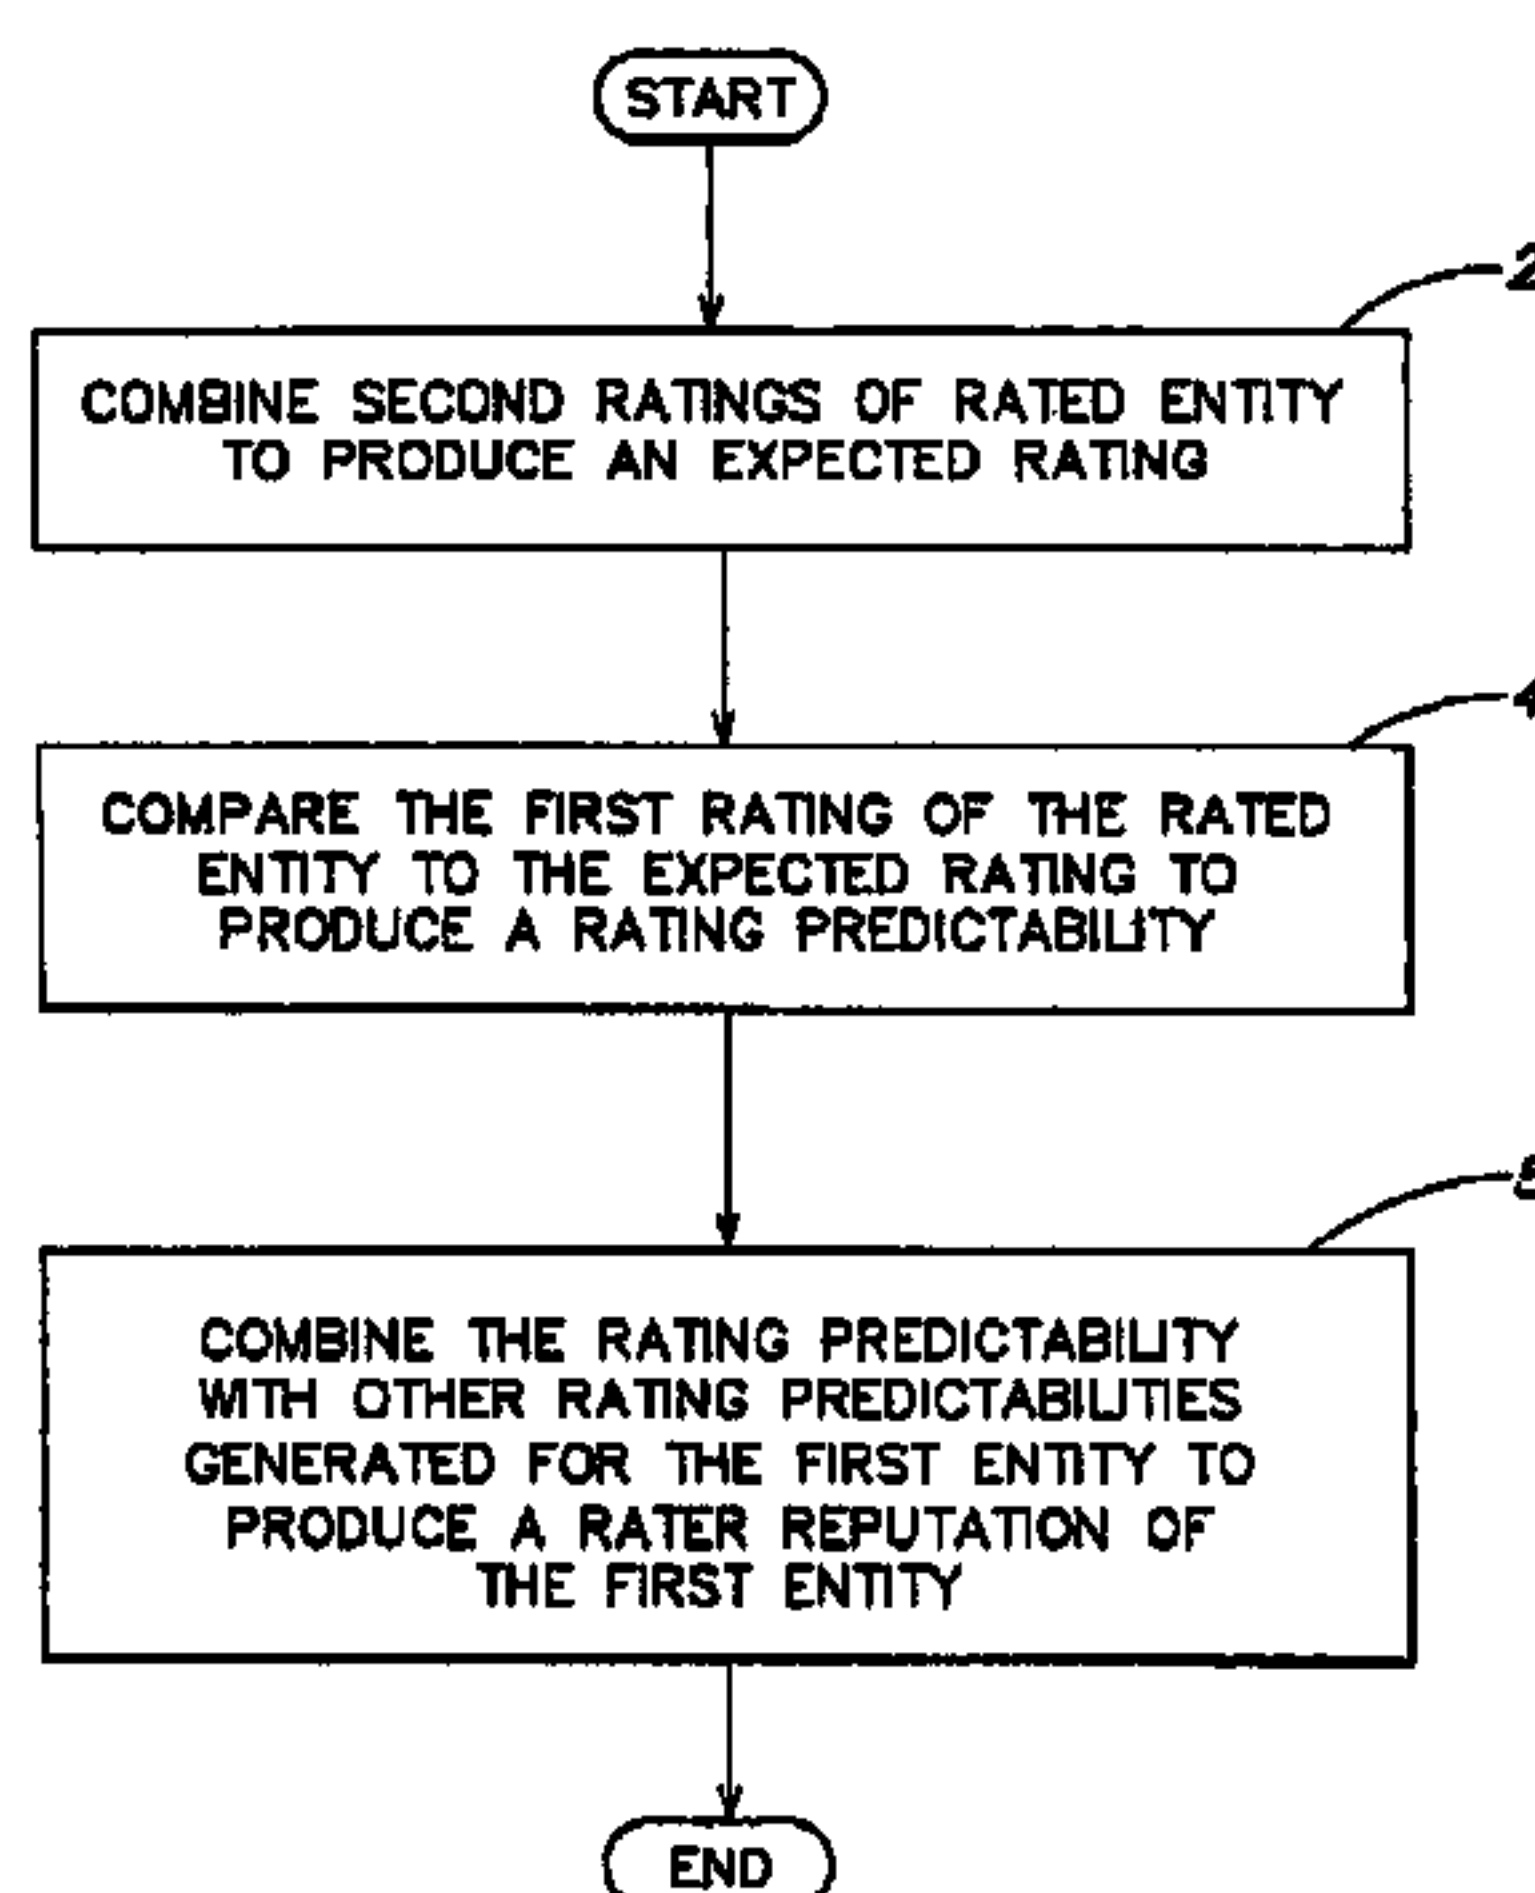 START
2
COMBINE SECOND RATINGS OF RATED ENTITY
TO PRODUCE AN EXPECTED RATING
4
COMPARE THE FIRST RATING OF THE RATED
ENTITY TO THE EXPECTED RATING TO
PRODUCE A RATING PREDICTABILITY
COMBINE THE RATING PREDICTABILITY
WITH OTHER RATING PREDICTABILITIES
GENERATED FOR THE FIRST ENTITY TO
PRODUCE A RATER REPUTATION OF
THE FIRST ENTITY
END